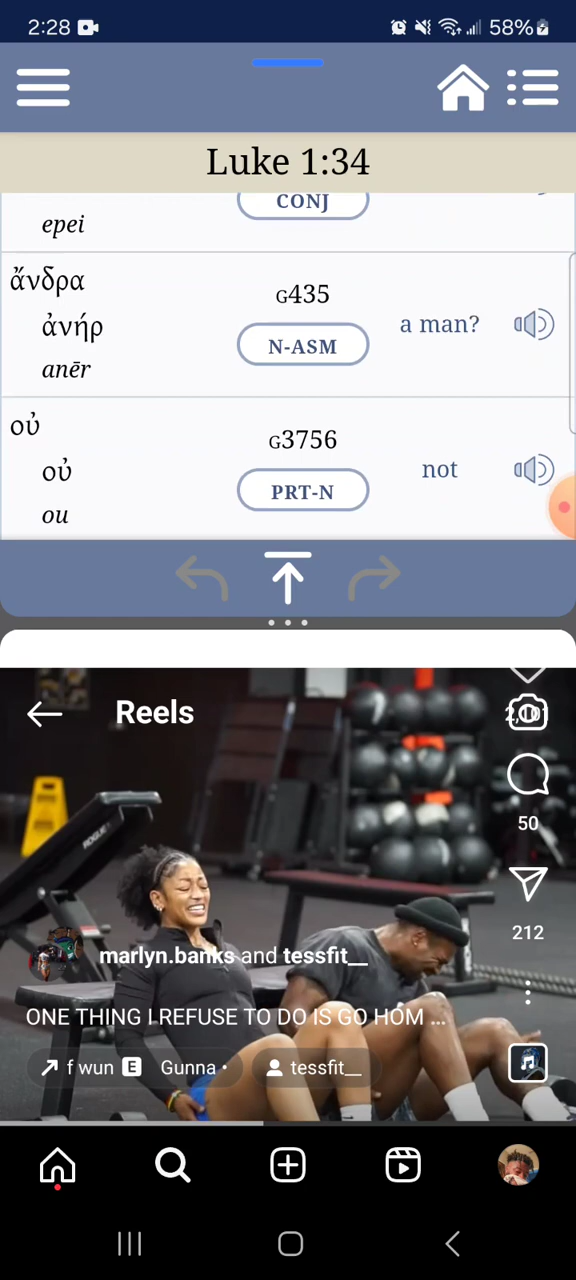 2:28
58%
Luke 1:34
CONJ
epei
ἄνδρα
G435
ἀνήρ
a man?
N-ASM
anēr
οὐ
G3756
οὐ
not
PRT-N
ou
Reels
2,101
50
212
marlyn.banks and tessfit__
ONE THING I REFUSE TO DO IS GO HOM ...
f wun E Gunna • tessfit__